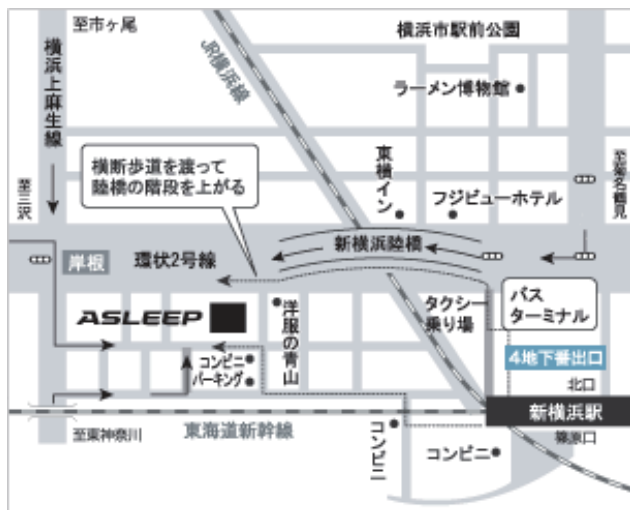 至市ヶ尾
横浜上麻生線
JR横浜線
横浜市駅前公園
ラーメン博物館
至三沢
横断歩道を渡って
陸橋の階段を上がる
東横イン
フジビューホテル
至菊名鶴見
岸根
環状2号線
新横浜陸橋
ASLEEP
洋服の青山
タクシー
乗り場
バス
ターミナル
4地下番出口
コンビニ
パーキング
北口
新横浜駅
至東神奈川
東海道新幹線
コンビニ
コンビニ
篠原口